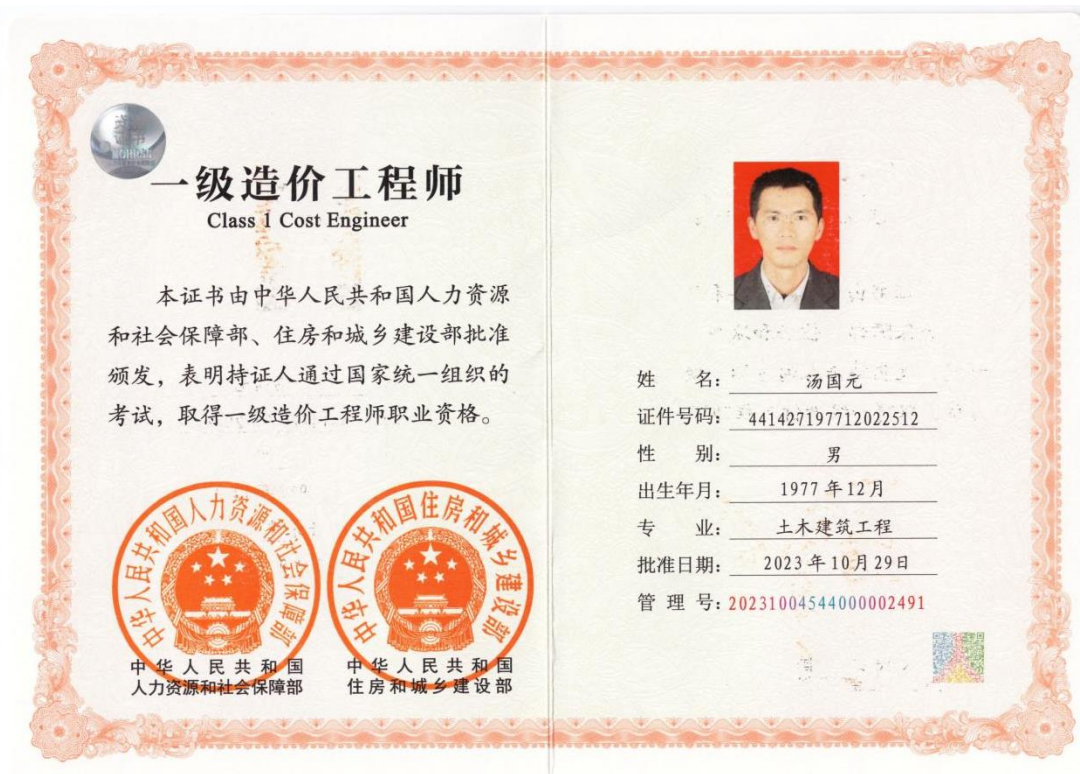 一级造价工程师
Class 1 Cost Engineer
本证书由中华人民共和国人力资源
和社会保障部、住房和城乡建设部批准
颁发，表明持证人通过国家统一组织的
考试，取得一级造价工程师职业资格。
中华人民共和国人力资源和社会保障部
中华人民共和国住房和城乡建设部
中华人民共和国
人力资源和社会保障部
中华人民共和国
住房和城乡建设部
姓 名：汤国元
证件号码：441427197712022512
性 别：男
出生年月：1977年12月
专 业：土木建筑工程
批准日期：2023年10月29日
管 理 号：20231004544000002491